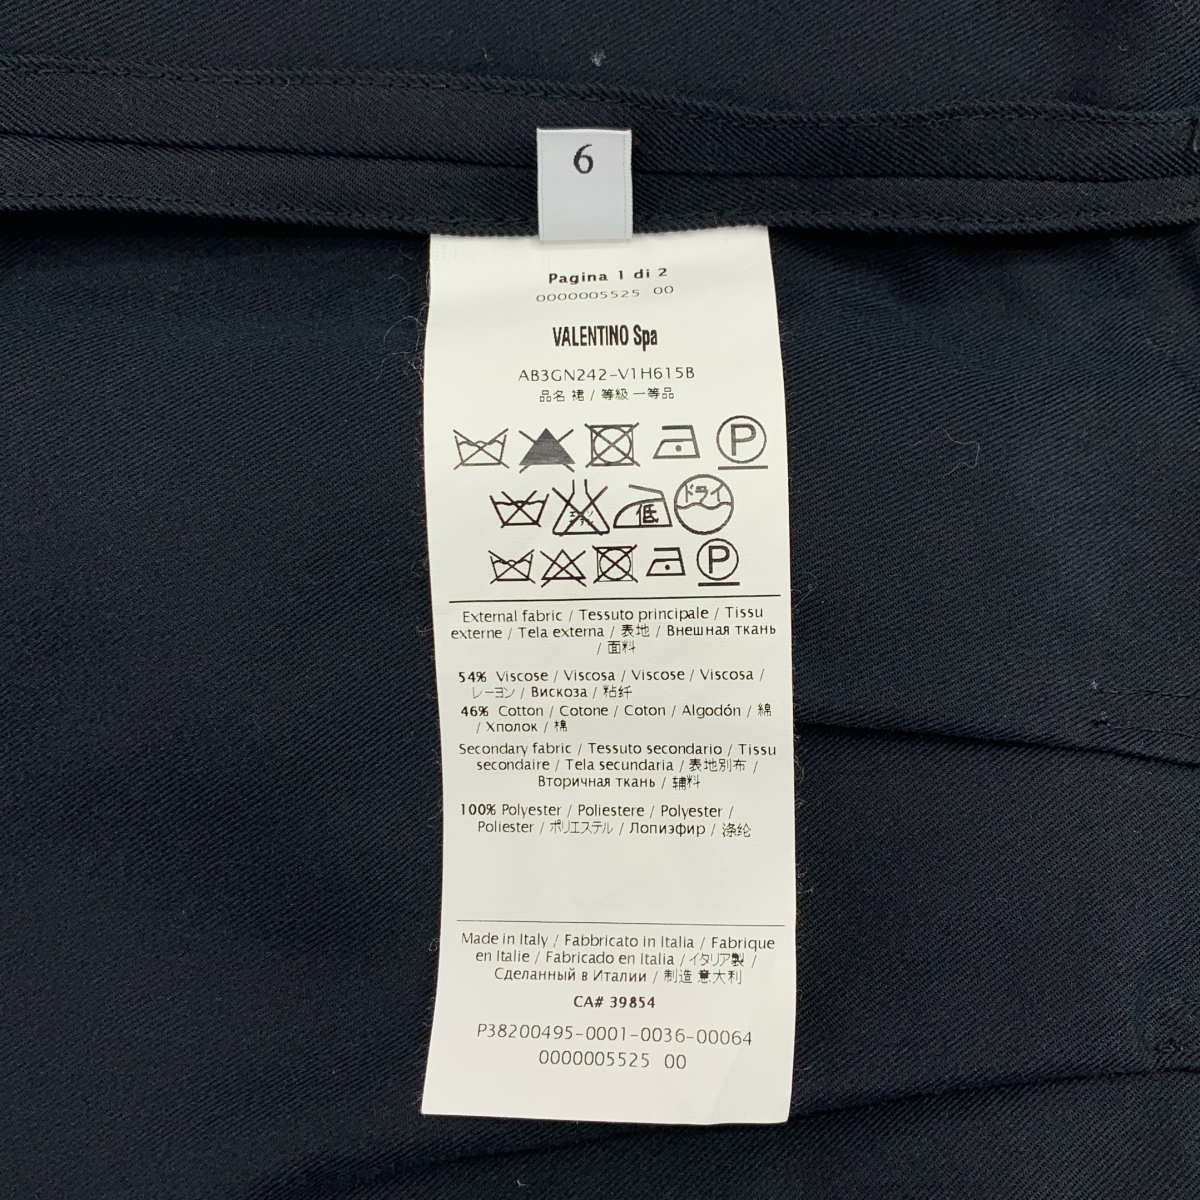 6
Pagina 1 di 2
0000005525 00
VALENTINO Spa
AB3GN242-V1H615B
品名 裙 / 等級 一等品
P
ドライ
低
P
External fabric / Tessuto principale / Tissu
externe / Tela externa / 表地 / Внешная ткань
/ 面料
54% Viscose / Viscosa / Viscose / Viscosa /
レーヨン / Вискоза / 粘纤
46% Cotton / Cotone / Coton / Algodón / 綿
/ Хполок / 棉
Secondary fabric / Tessuto secondario / Tissu
secondaire / Tela secundaria / 表地別布 /
Вторичная ткань / 辅料
100% Polyester / Poliestere / Polyester /
Poliester / ポリエステル / Лопиэфир / 涤纶
Made in Italy / Fabbricato in Italia / Fabrique
en Italie / Fabricado en Italia / イタリア製 /
Сделанный в Италии / 制造 意大利
CA# 39854
P38200495-0001-0036-00064
0000005525 00